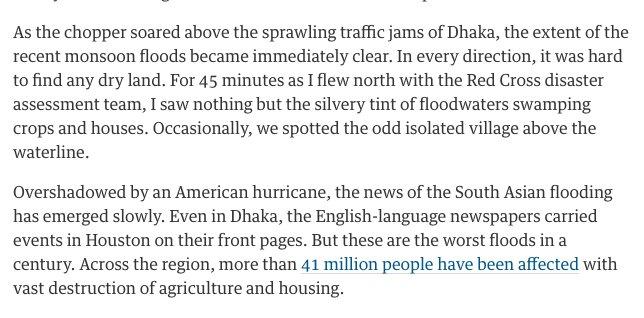 As the chopper soared above the sprawling traffic jams of Dhaka, the extent of the
recent monsoon floods became immediately clear. In every direction, it was hard
to find any dry land. For 45 minutes as I flew north with the Red Cross disaster
assessment team, I saw nothing but the silvery tint of floodwaters swamping
crops and houses. Occasionally, we spotted the odd isolated village above the
waterline.
Overshadowed by an American hurricane, the news of the South Asian flooding
has emerged slowly. Even in Dhaka, the English-language newspapers carried
events in Houston on their front pages. But these are the worst floods in a
century. Across the region, more than 41 million people have been affected with
vast destruction of agriculture and housing.